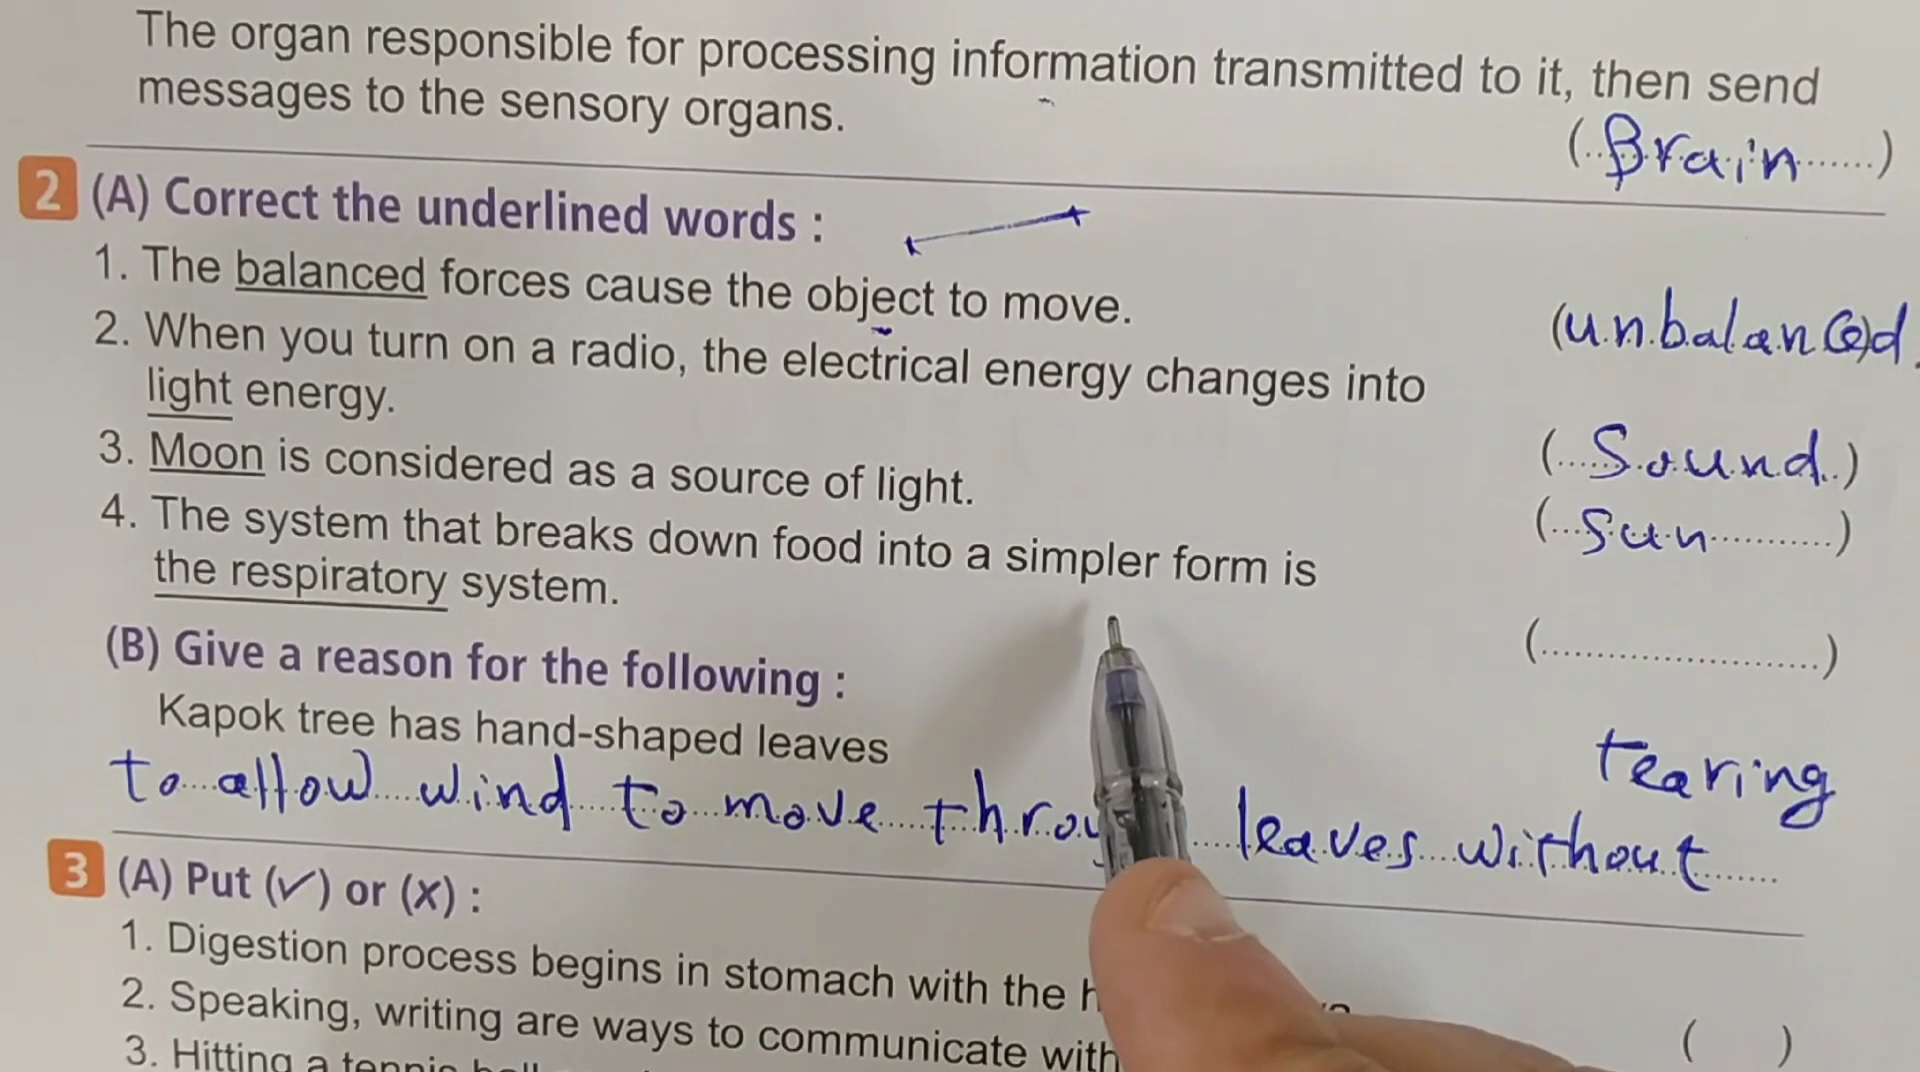 The organ responsible for processing information transmitted to it, then send
messages to the sensory organs.
(Brain)
2 (A) Correct the underlined words :
1. The balanced forces cause the object to move.
(unbalanced
2. When you turn on a radio, the electrical energy changes into
light energy.
(Sound)
3. Moon is considered as a source of light.
(Sun)
4. The system that breaks down food into a simpler form is
the respiratory system.
(........................)
(B) Give a reason for the following :
Kapok tree has hand-shaped leaves
tearing
to allow wind to move leaves without
3 (A) Put (✓) or (x) :
1. Digestion process begins in stomach with the
2. Speaking, writing are ways to communicate with
( )
3. Hitting a tennis